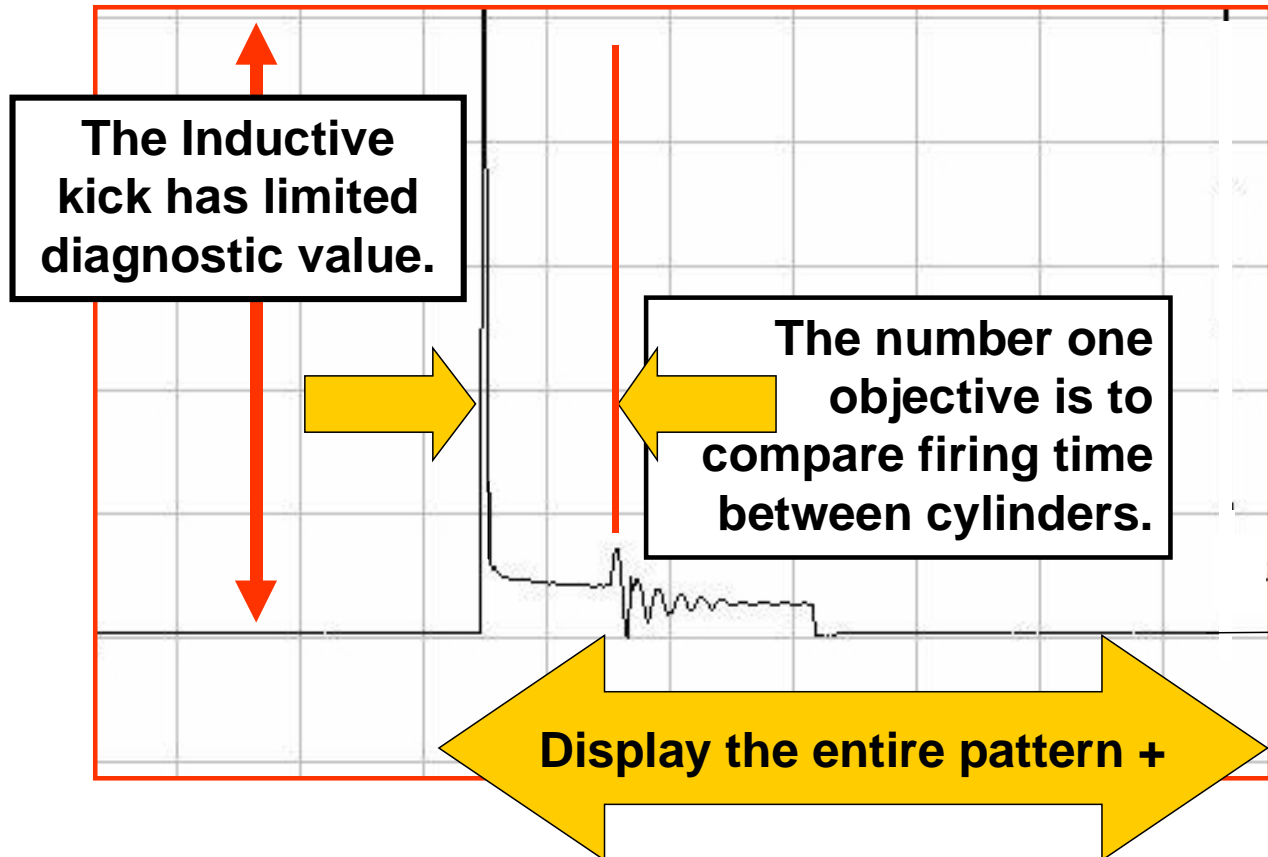 The Inductive
kick has limited
diagnostic value.
The number one
objective is to
compare firing time
between cylinders.
Display the entire pattern +